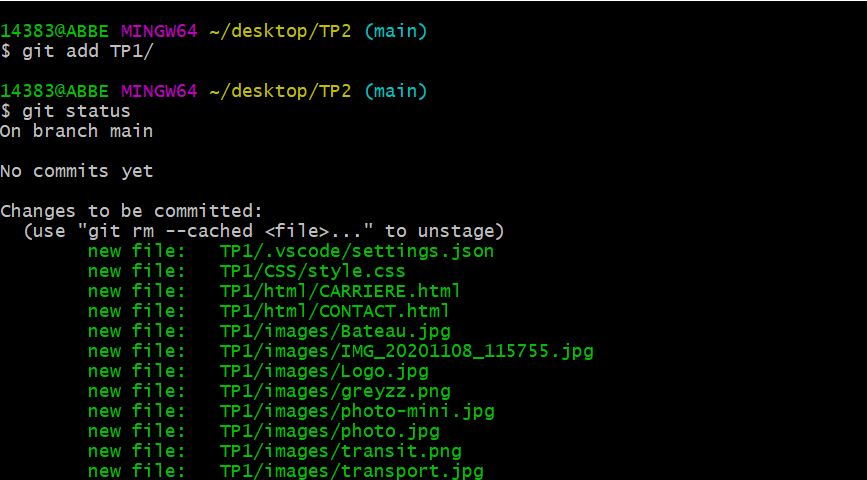 14383@ABBE MINGW64 ~/desktop/TP2 (main)
$ git add TP1/
14383@ABBE MINGW64 ~/desktop/TP2 (main)
$ git status
On branch main
No commits yet
Changes to be committed:
  (use "git rm --cached <file>..." to unstage)
        new file:   TP1/.vscode/settings.json
        new file:   TP1/CSS/style.css
        new file:   TP1/html/CARRIERE.html
        new file:   TP1/html/CONTACT.html
        new file:   TP1/images/Bateau.jpg
        new file:   TP1/images/IMG_20201108_115755.jpg
        new file:   TP1/images/Logo.jpg
        new file:   TP1/images/greyzz.png
        new file:   TP1/images/photo-mini.jpg
        new file:   TP1/images/photo.jpg
        new file:   TP1/images/transit.png
        new file:   TP1/images/transport.jpg